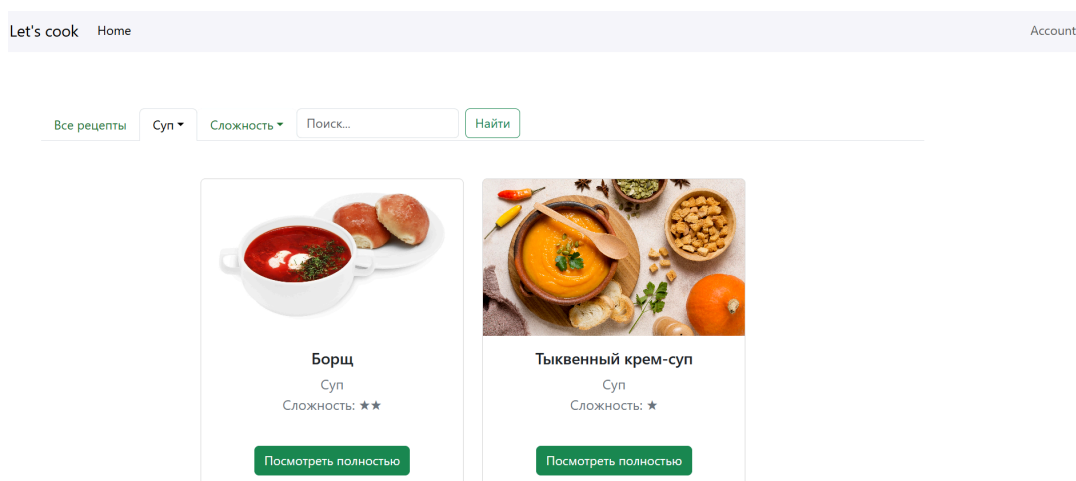 Let's cook Home Account
Все рецепты Суп Сложность Поиск... Найти
Борщ
Суп
Сложность: ★★
Посмотреть полностью
Тыквенный крем-суп
Суп
Сложность: ★
Посмотреть полностью